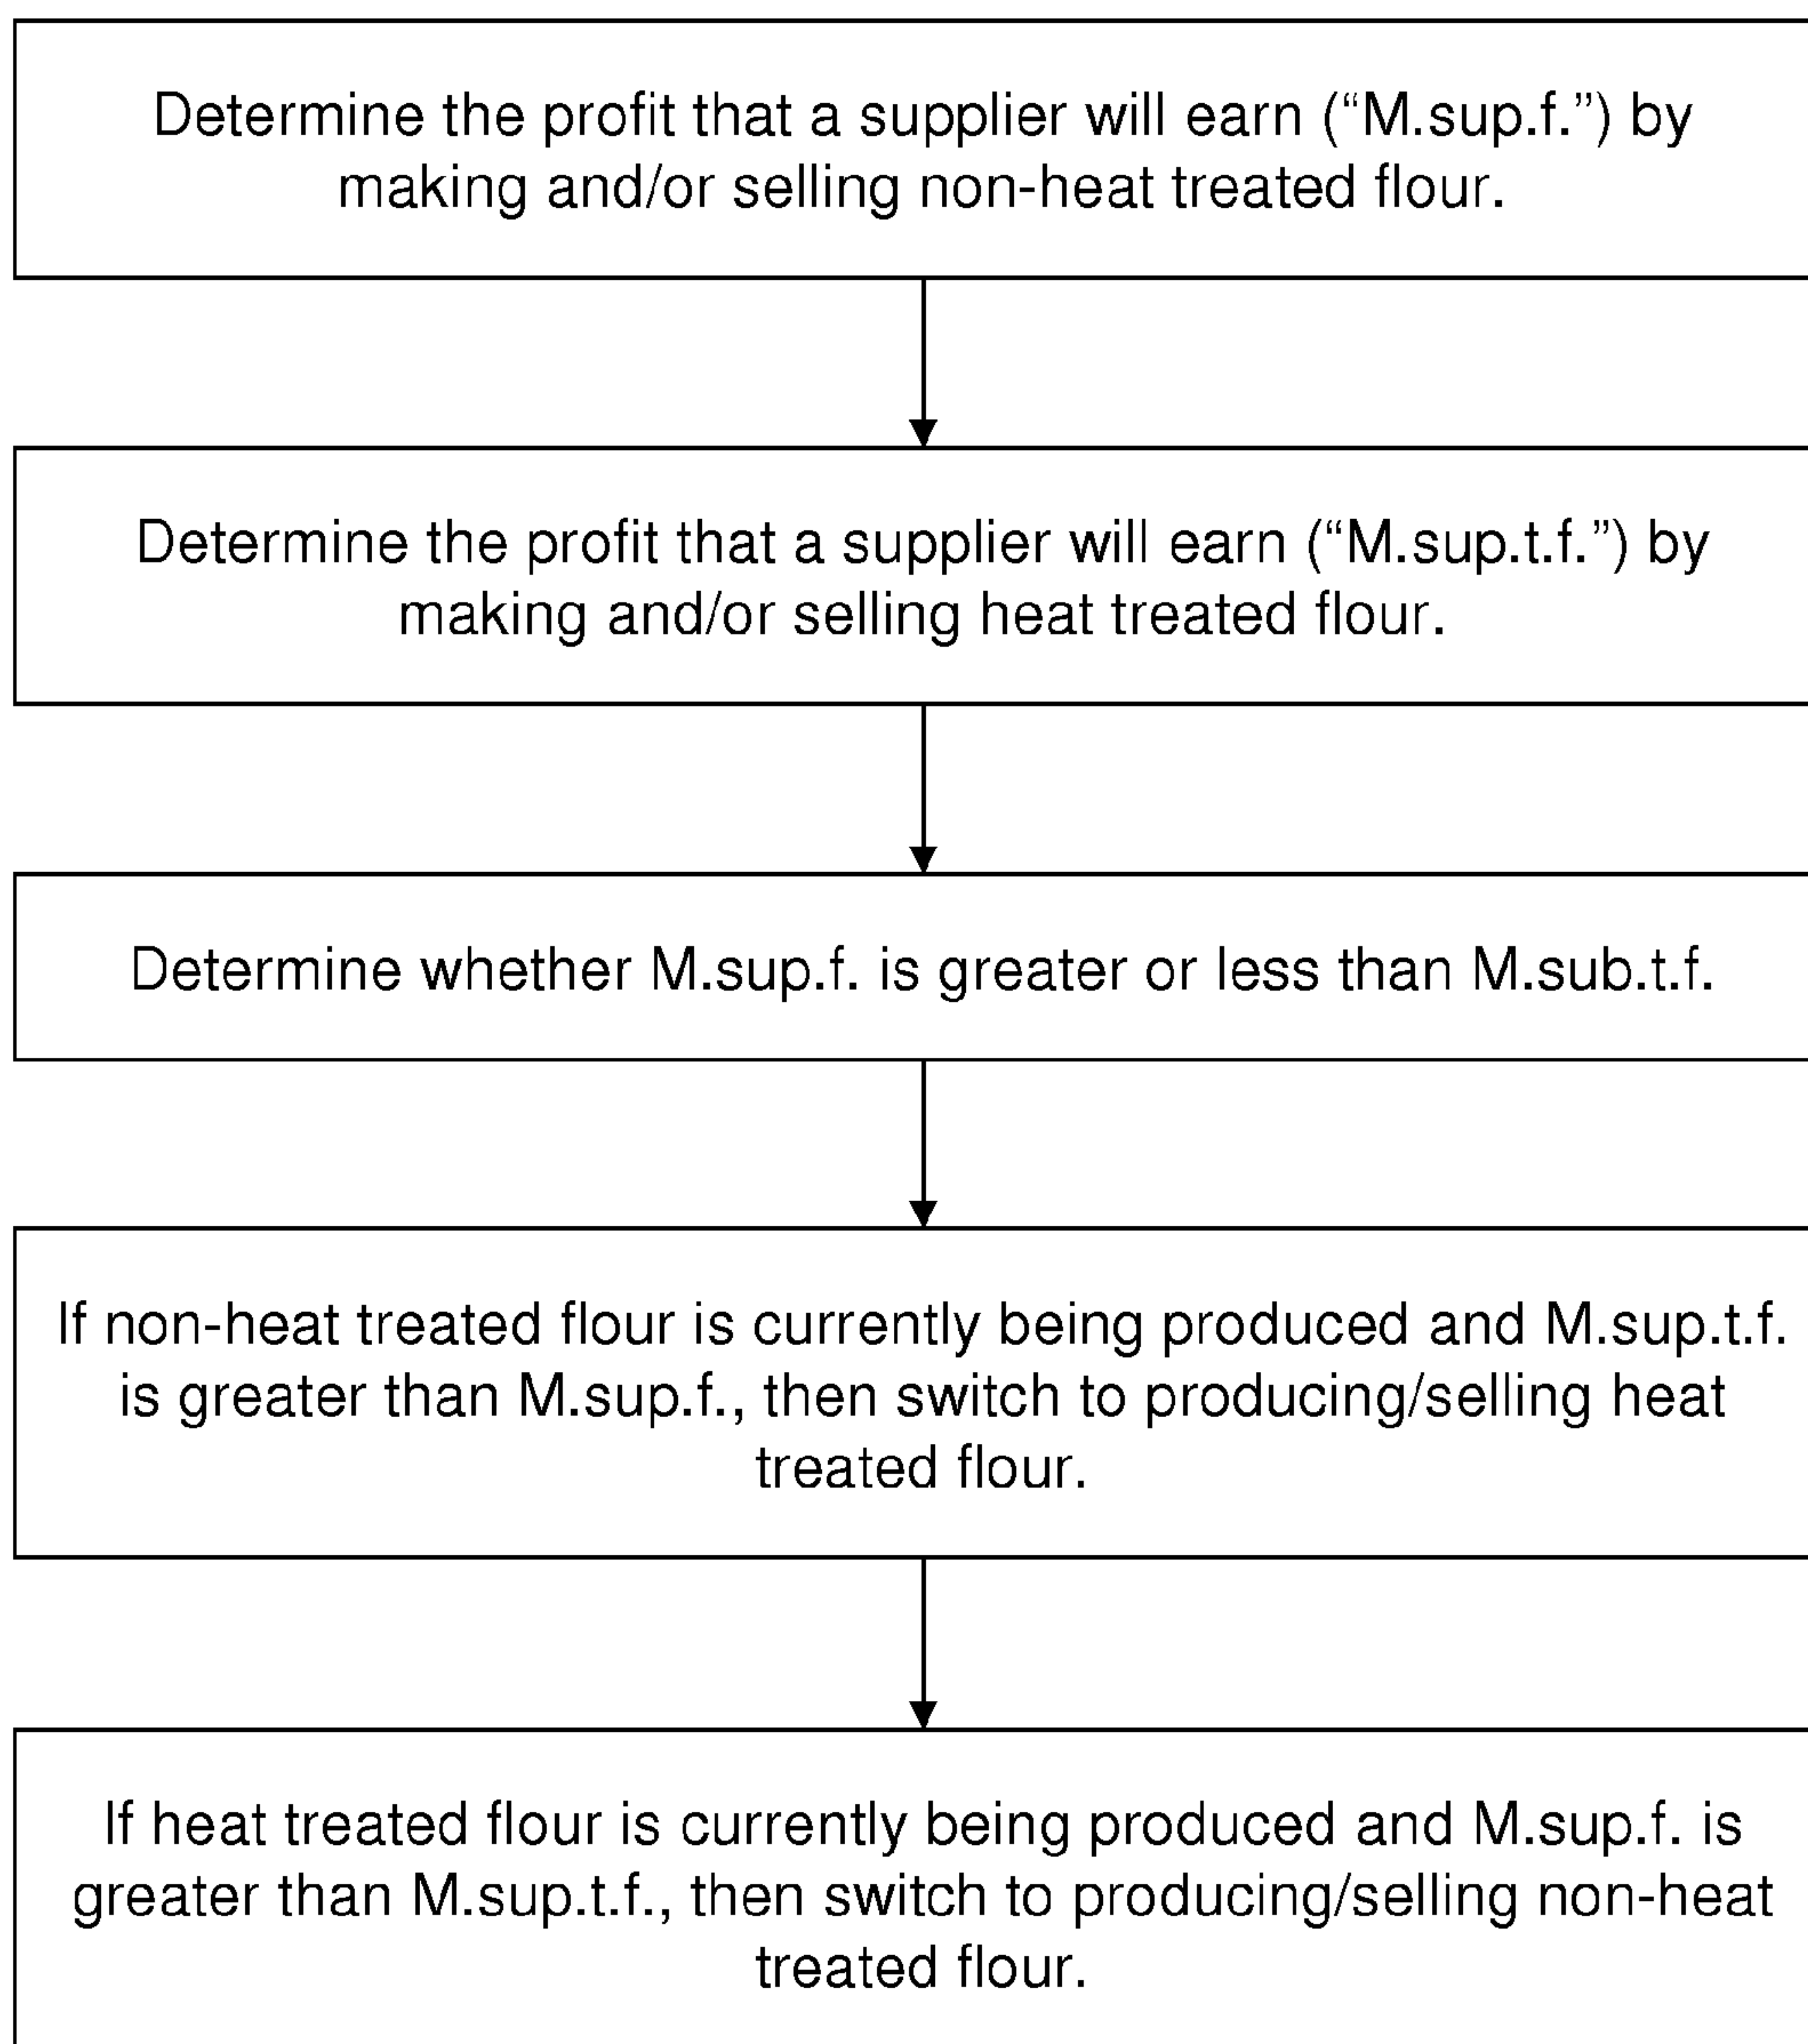 Determine the profit that a supplier will earn (“M.sup.f.”) by
making and/or selling non-heat treated flour.
Determine the profit that a supplier will earn (“M.sup.t.f.”) by
making and/or selling heat treated flour.
Determine whether M.sup.f. is greater or less than M.sub.t.f.
If non-heat treated flour is currently being produced and M.sup.t.f.
is greater than M.sup.f., then switch to producing/selling heat
treated flour.
If heat treated flour is currently being produced and M.sup.f. is
greater than M.sup.t.f., then switch to producing/selling non-heat
treated flour.